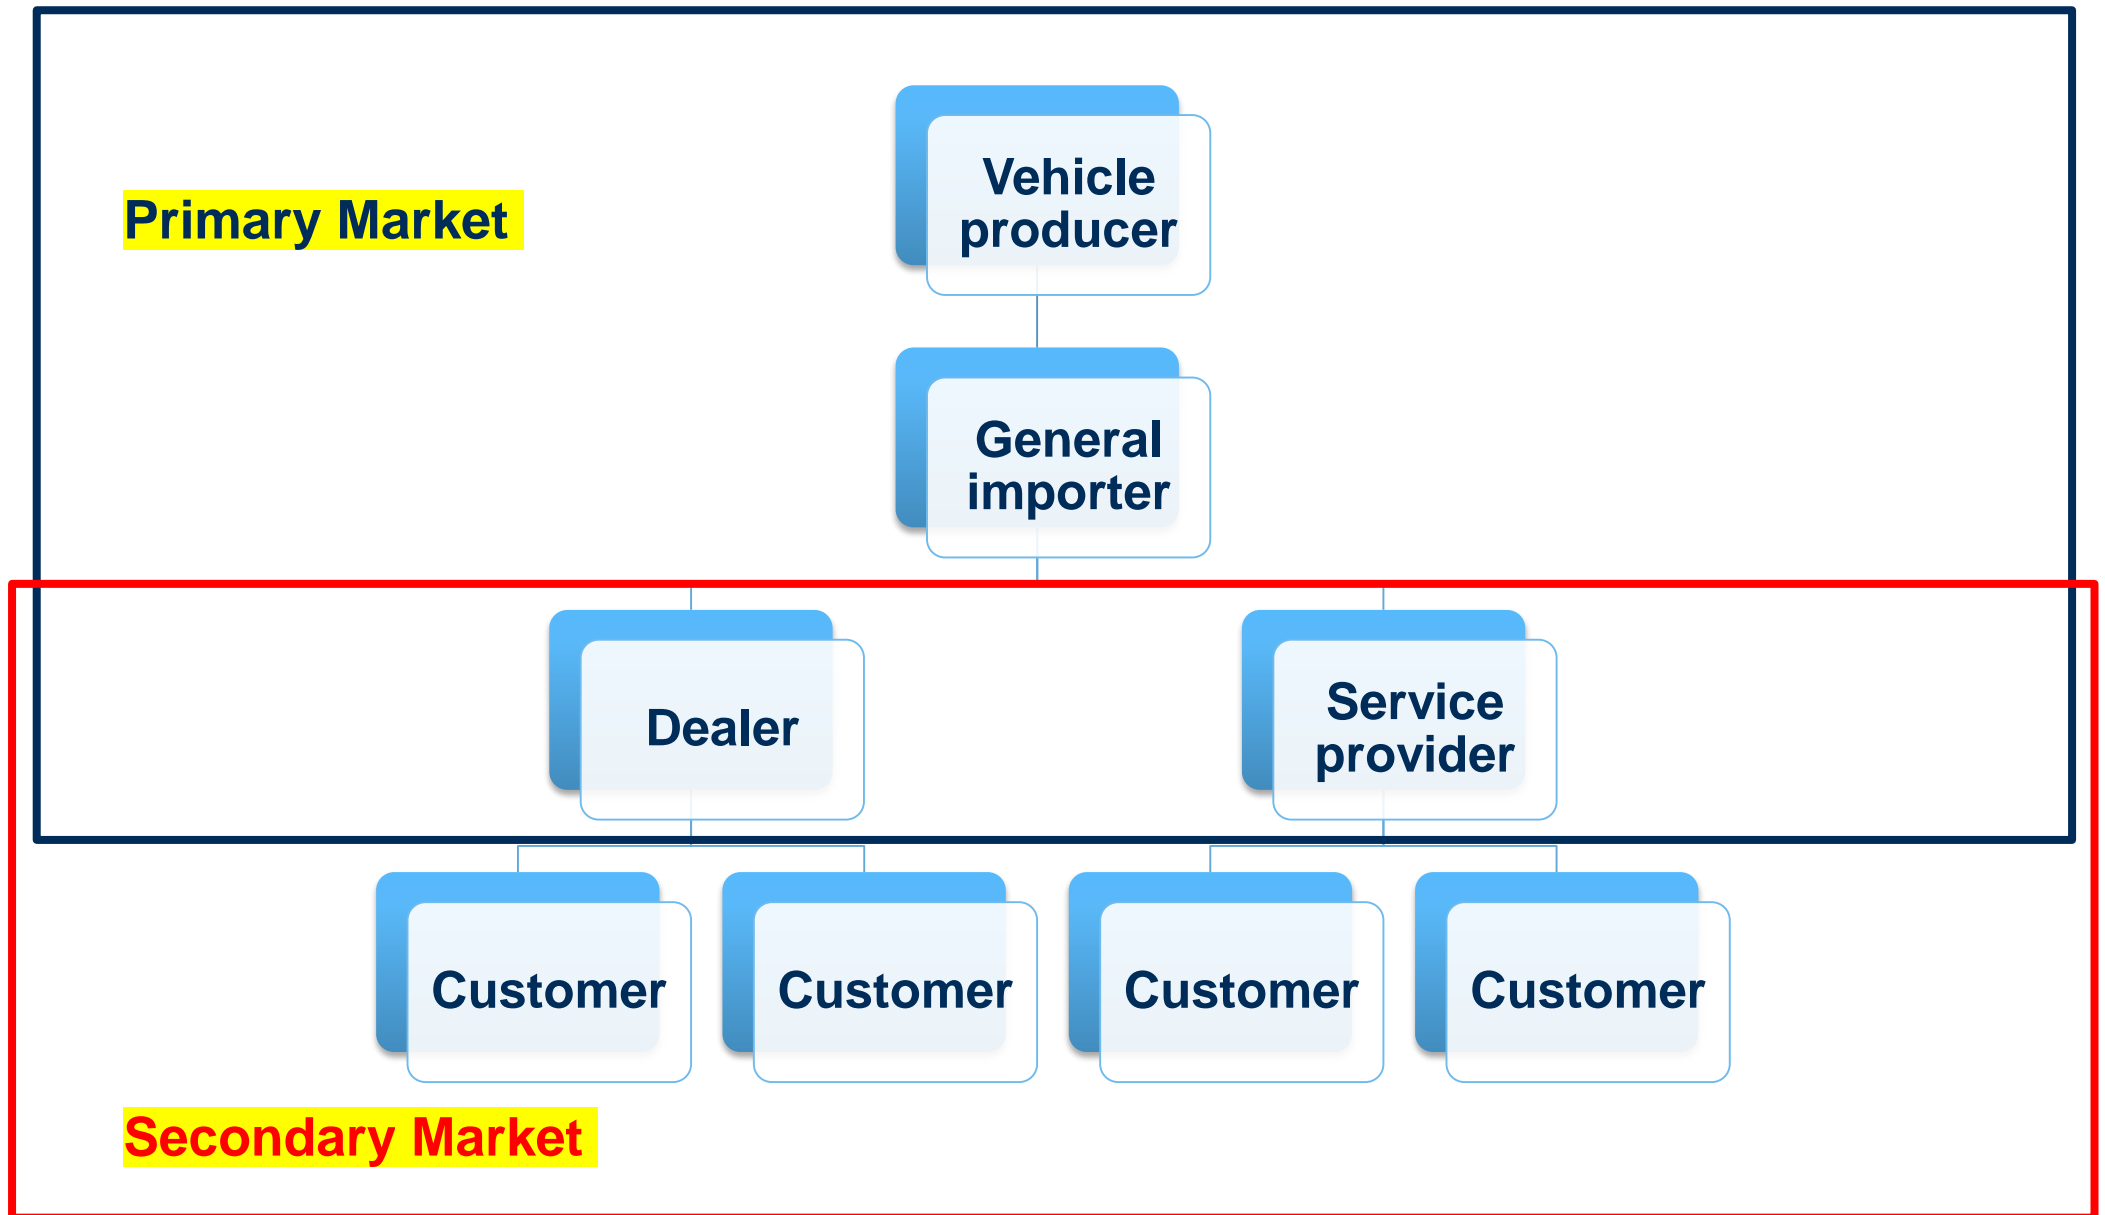 Vehicle
producer
Primary Market
General
importer
Dealer
Service
provider
Customer
Customer
Customer
Customer
Secondary Market